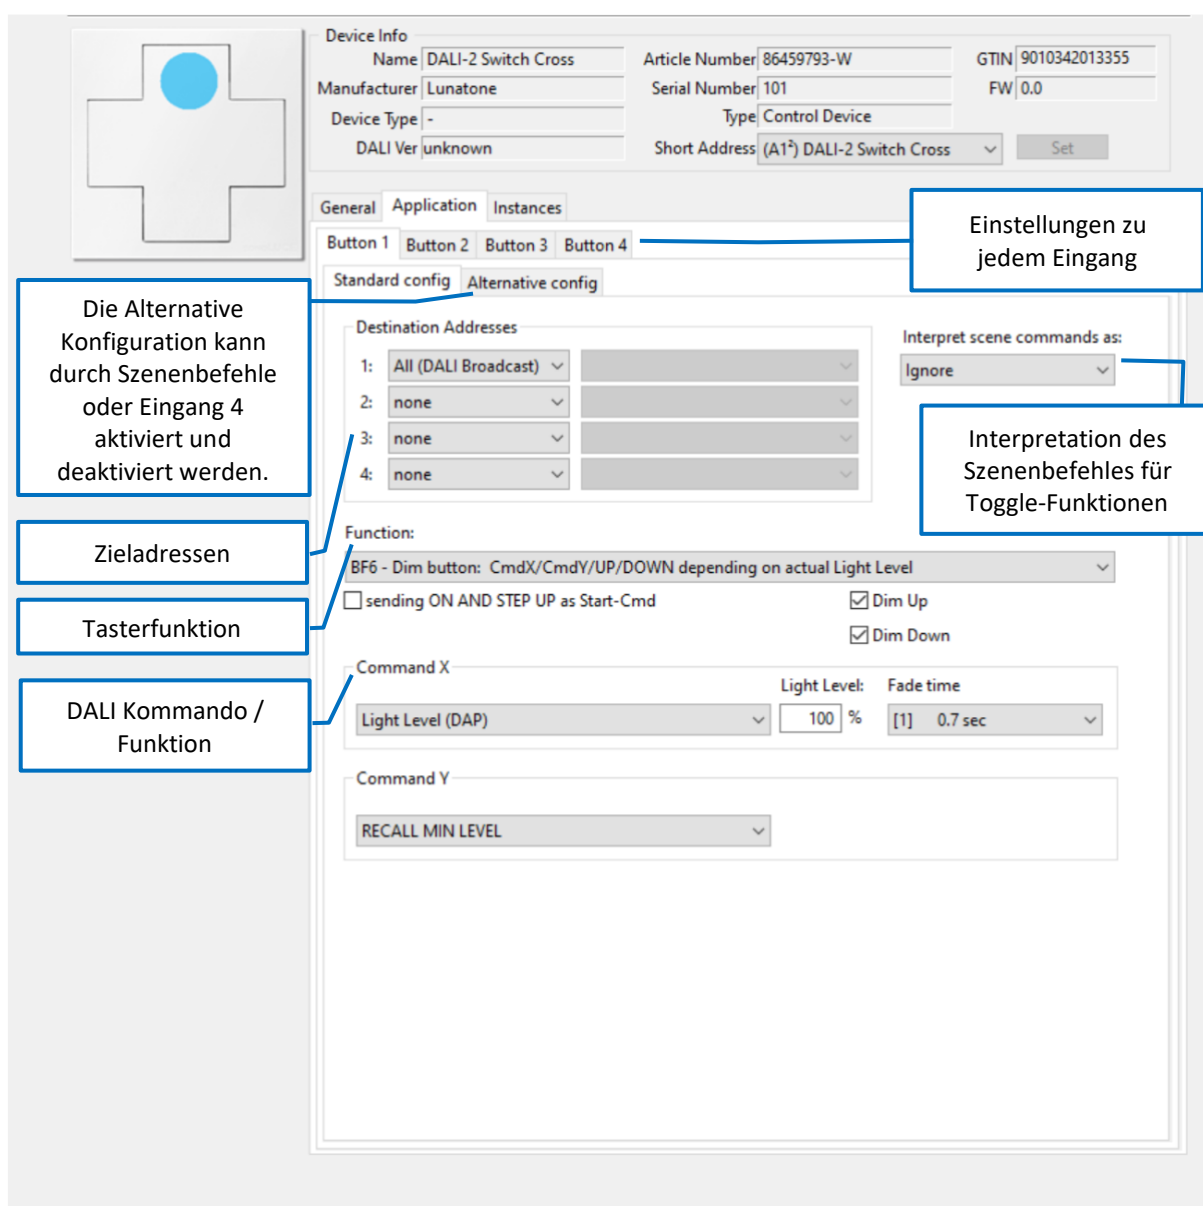 Device Info
Name DALI-2 Switch Cross Article Number 86459793-W GTIN 9010342013355
Manufacturer Lunatone Serial Number 101 FW 0.0
Device Type - Type Control Device
DALI Ver unknown Short Address (A1²) DALI-2 Switch Cross Set
General Application Instances
Button 1 Button 2 Button 3 Button 4
Einstellungen zu
jedem Eingang
Standard config Alternative config
Die Alternative
Konfiguration kann
durch Szenenbefehle
oder Eingang 4
aktiviert und
deaktiviert werden.
Destination Addresses
1: All (DALI Broadcast)
2: none
3: none
4: none
Interpret scene commands as:
Ignore
Interpretation des
Szenenbefehles für
Toggle-Funktionen
Zieladressen
Function:
BF6 - Dim button: CmdX/CmdY/UP/DOWN depending on actual Light Level
sending ON AND STEP UP as Start-Cmd Dim Up
Dim Down
Tasterfunktion
Command X
Light Level: Fade time
Light Level (DAP) 100 % [1] 0.7 sec
DALI Kommando /
Funktion
Command Y
RECALL MIN LEVEL